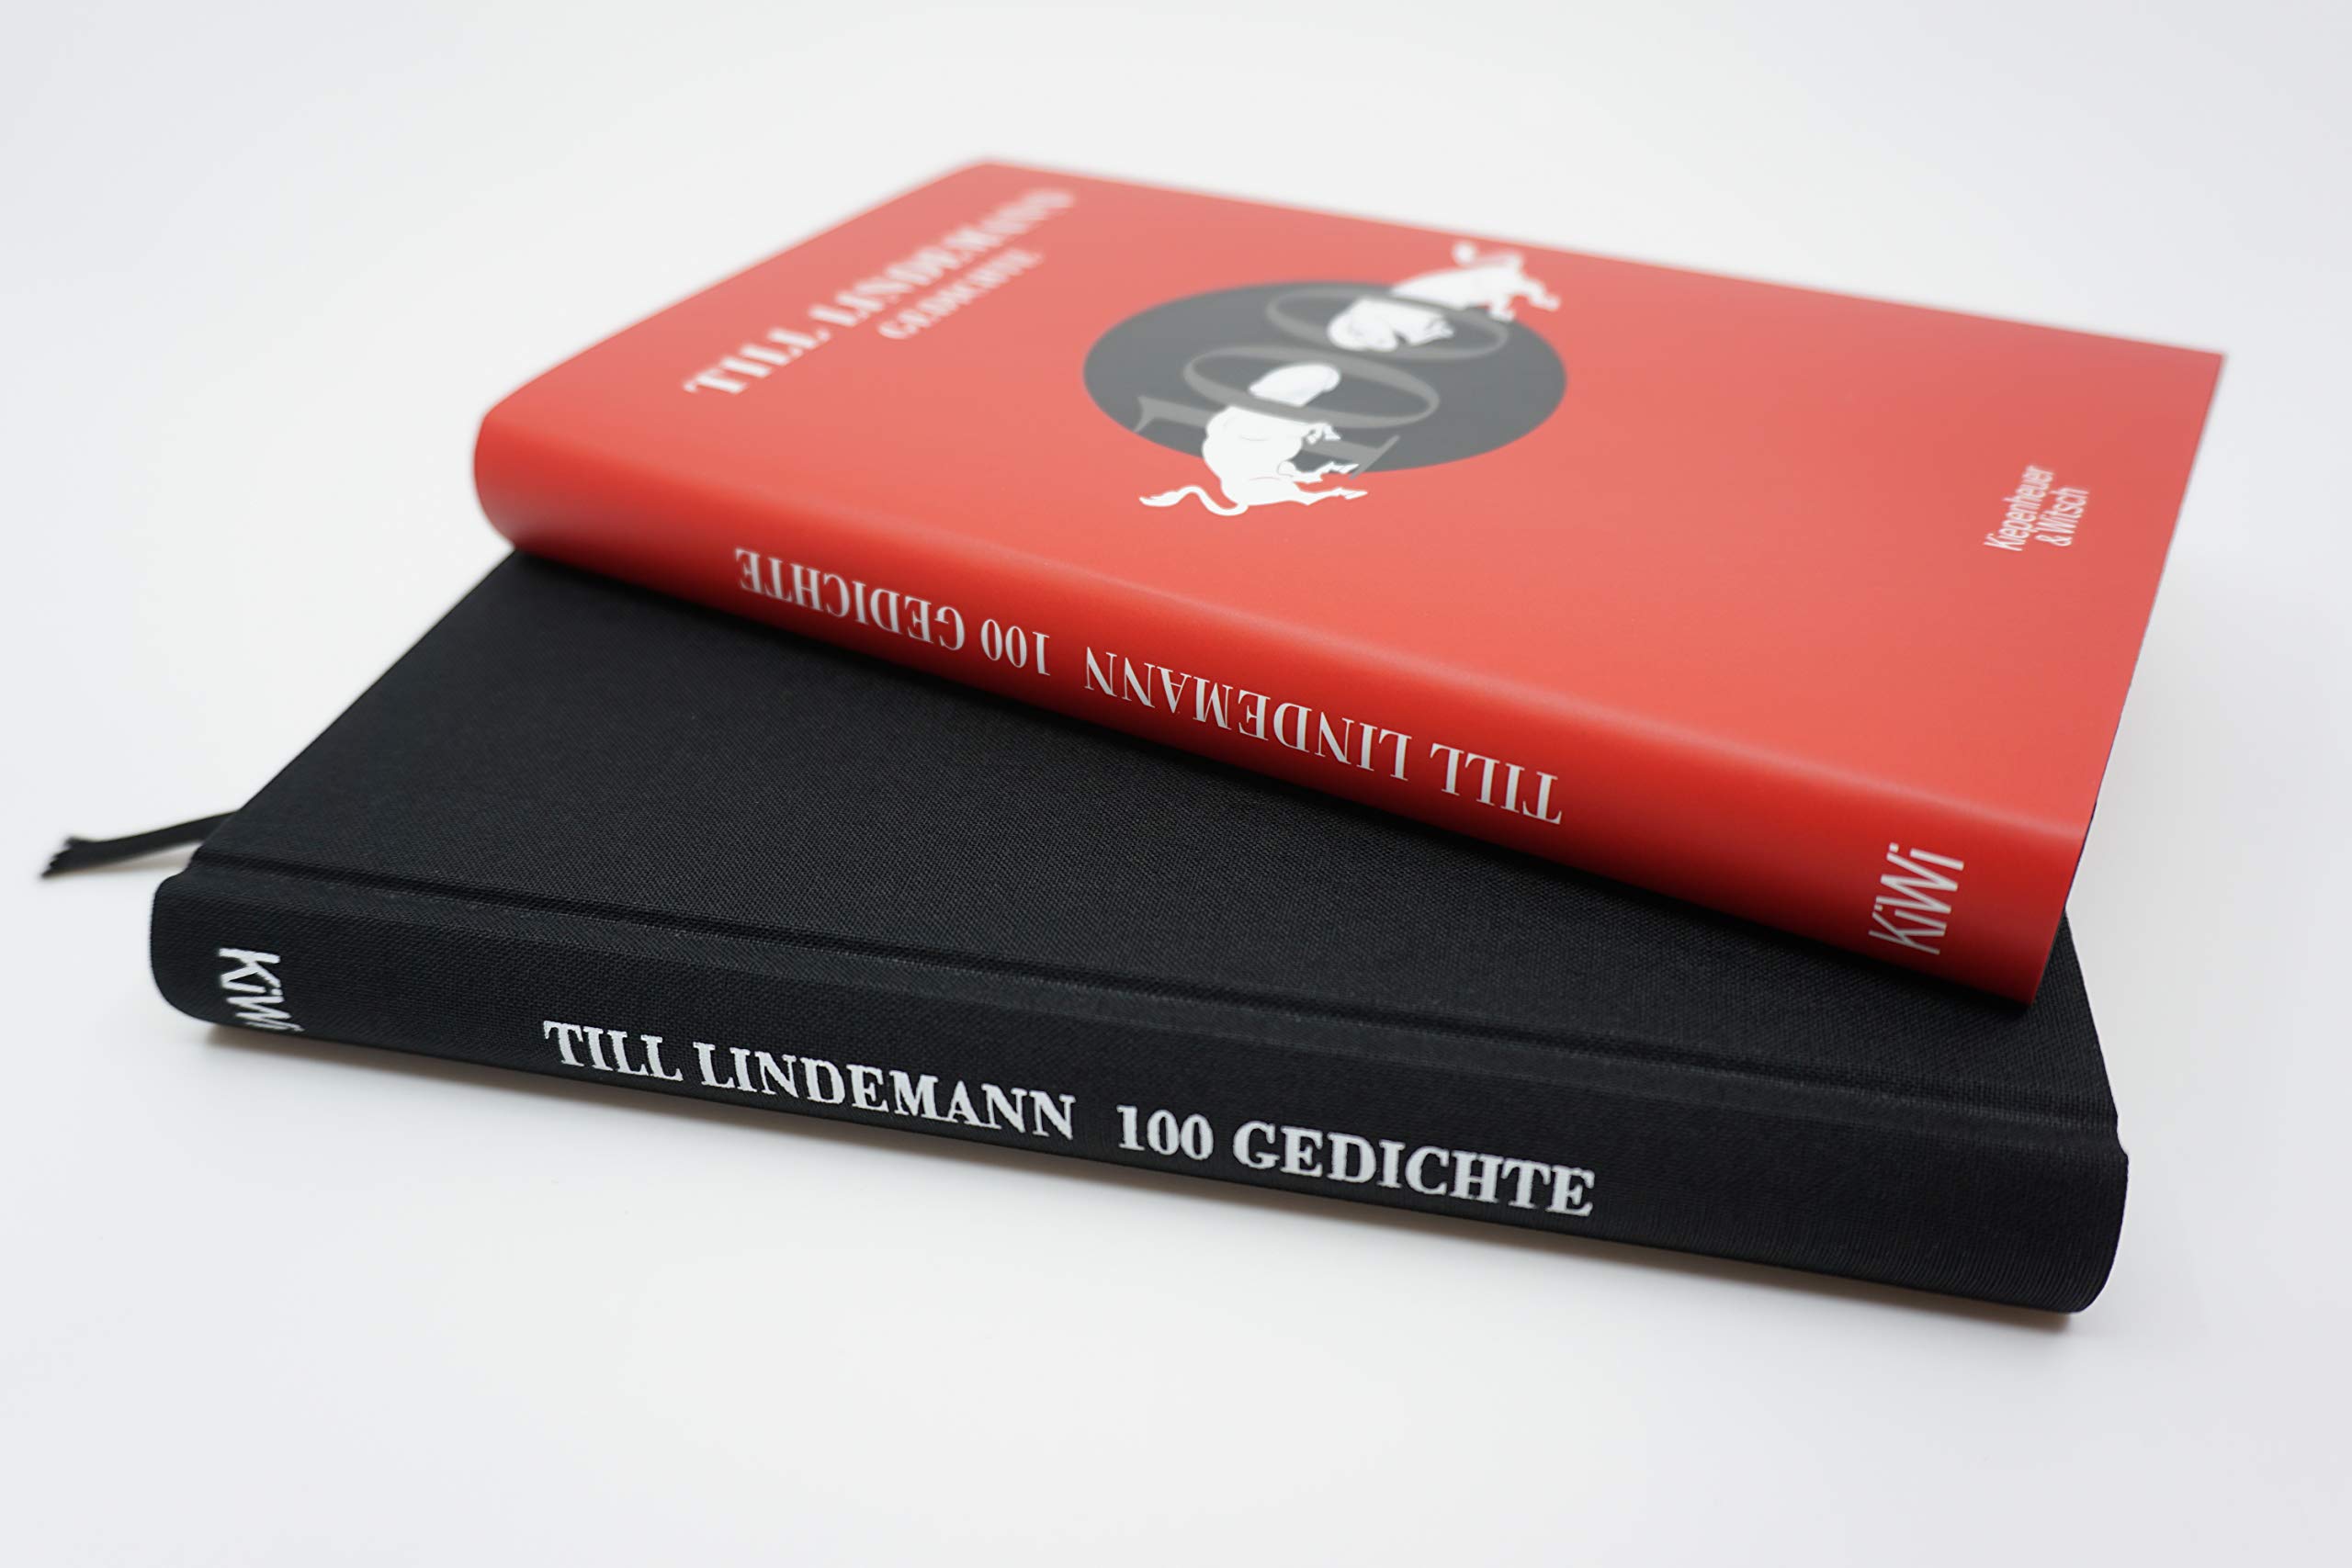 TILL LINDEMANN
GEDICHTE
100
Kiepenheuer
& Witsch
TILL LINDEMANN 100 GEDICHTE
KiWi
KiWi
TILL LINDEMANN 100 GEDICHTE